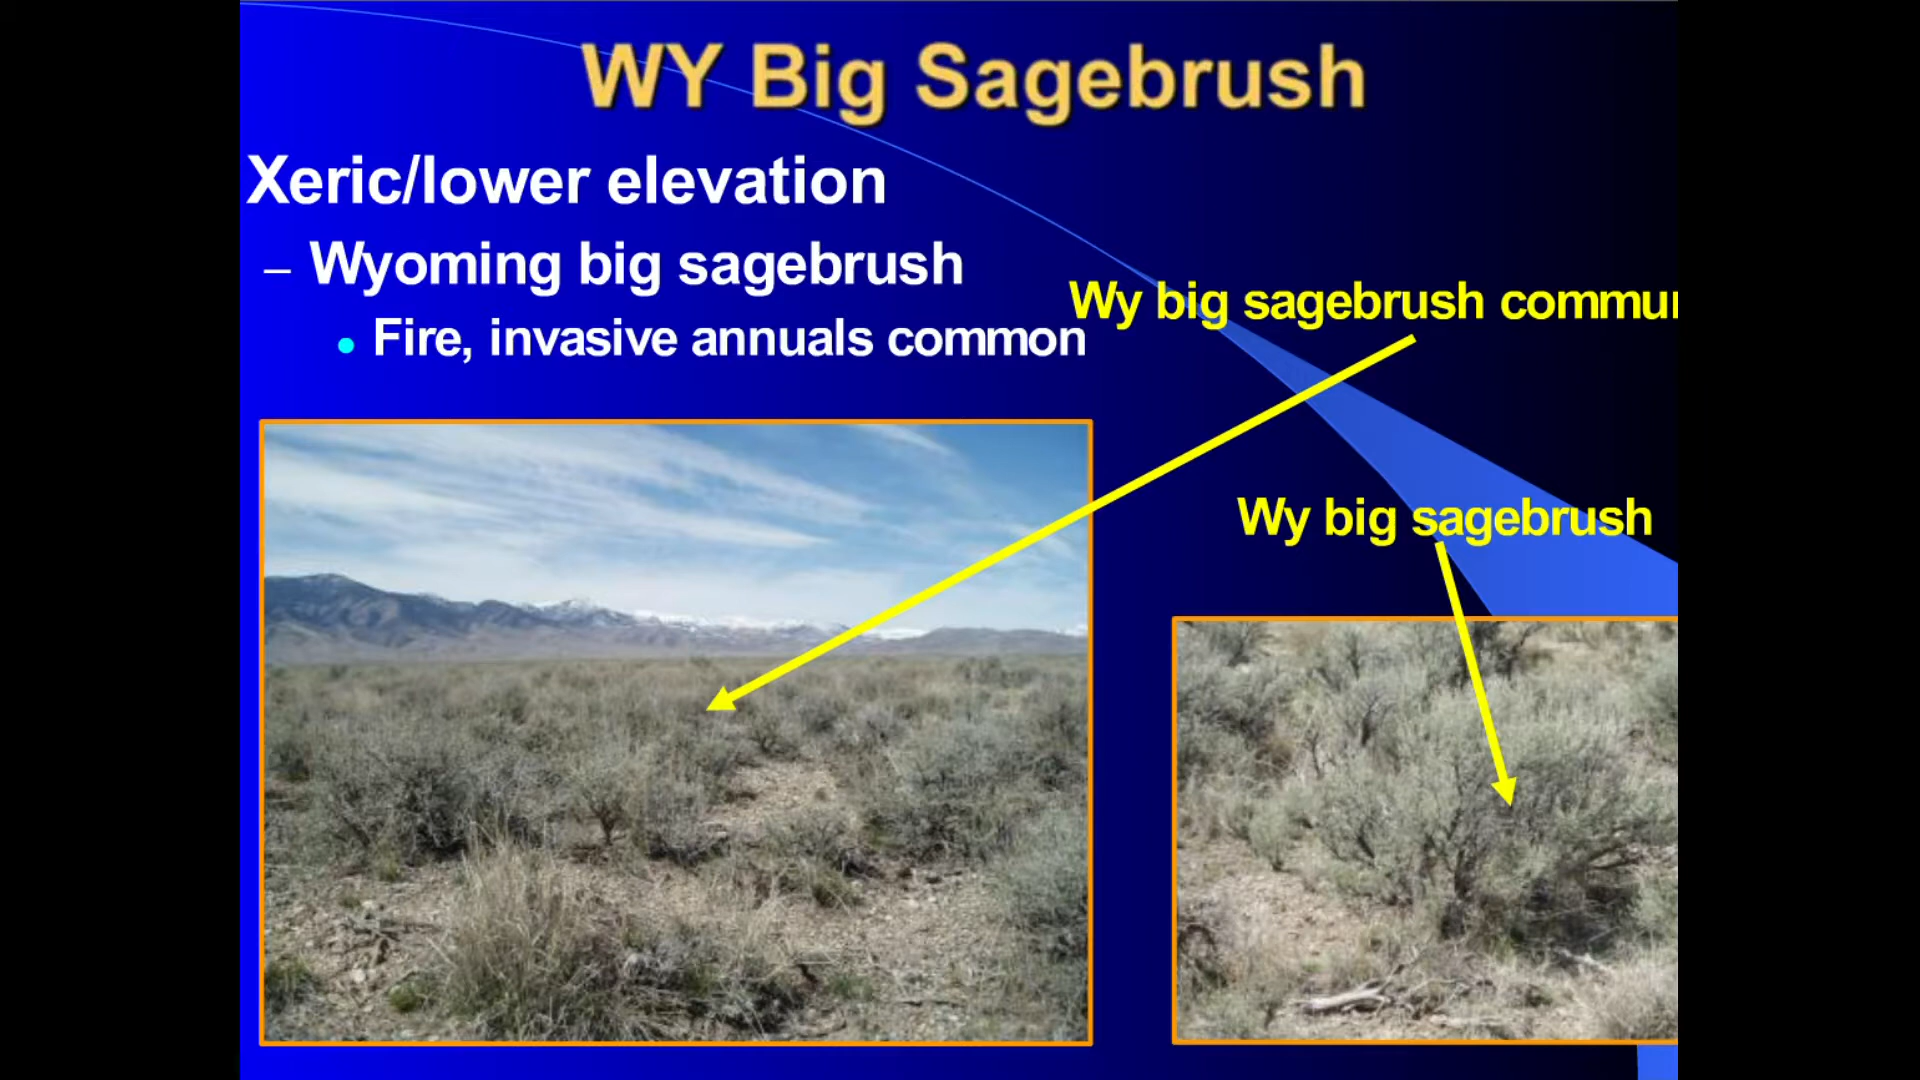 WY Big Sagebrush
Xeric/lower elevation
– Wyoming big sagebrush
• Fire, invasive annuals common
Wy big sagebrush commu
Wy big sagebrush